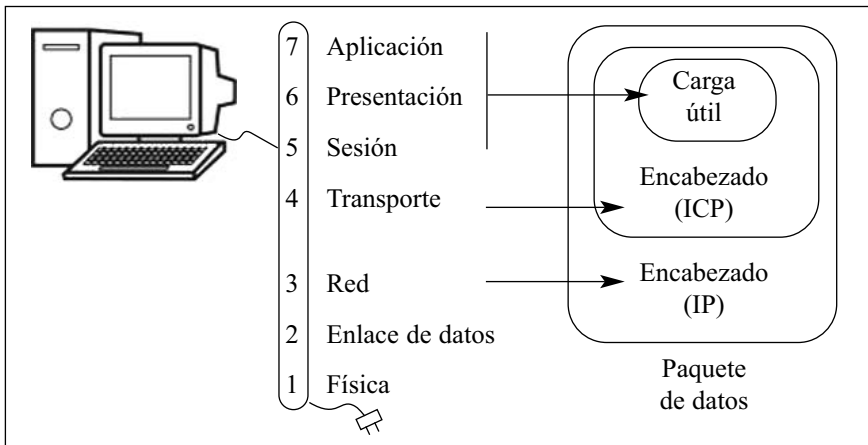 7 Aplicación
6 Presentación
5 Sesión
4 Transporte
3 Red
2 Enlace de datos
1 Física
Carga
útil
Encabezado
(ICP)
Encabezado
(IP)
Paquete
de datos